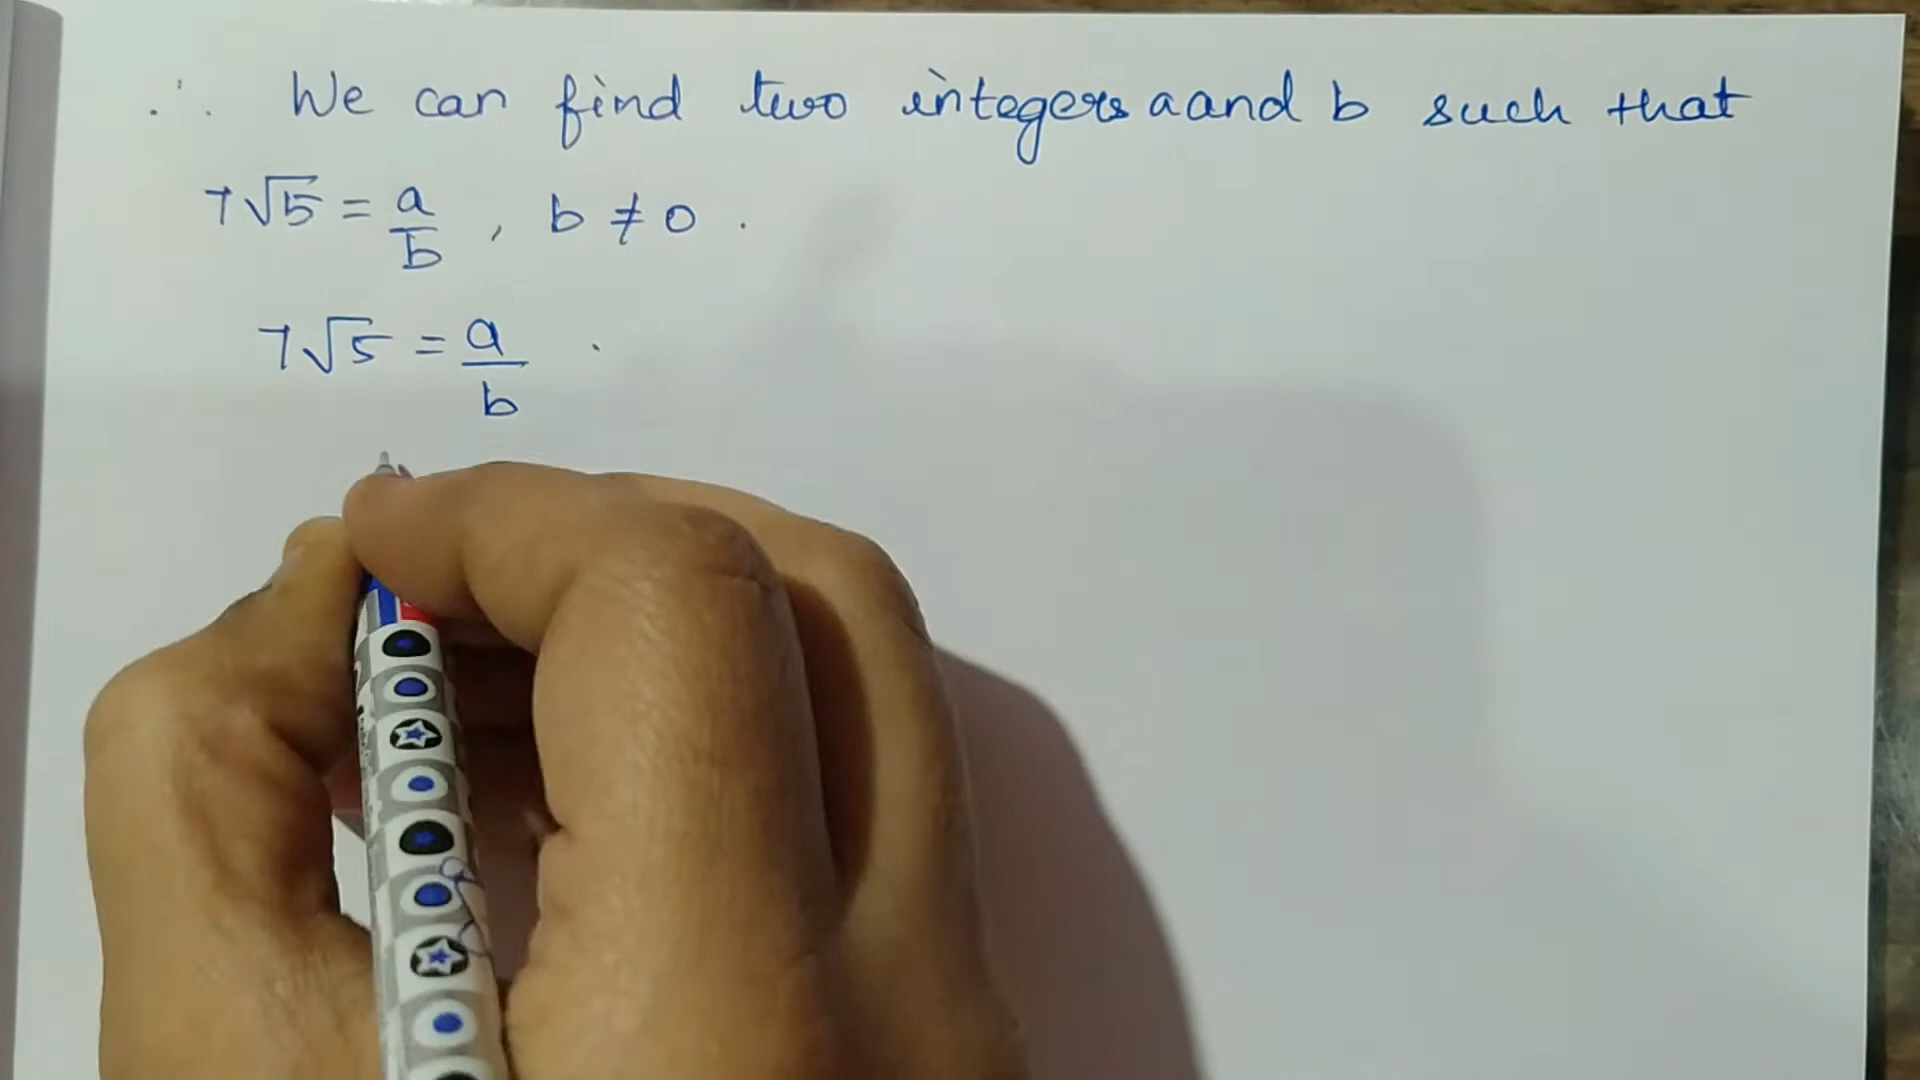 ∴ We can find two integers a and b such that
7√5 = a/b , b ≠ 0 .
7√5 = a/b .